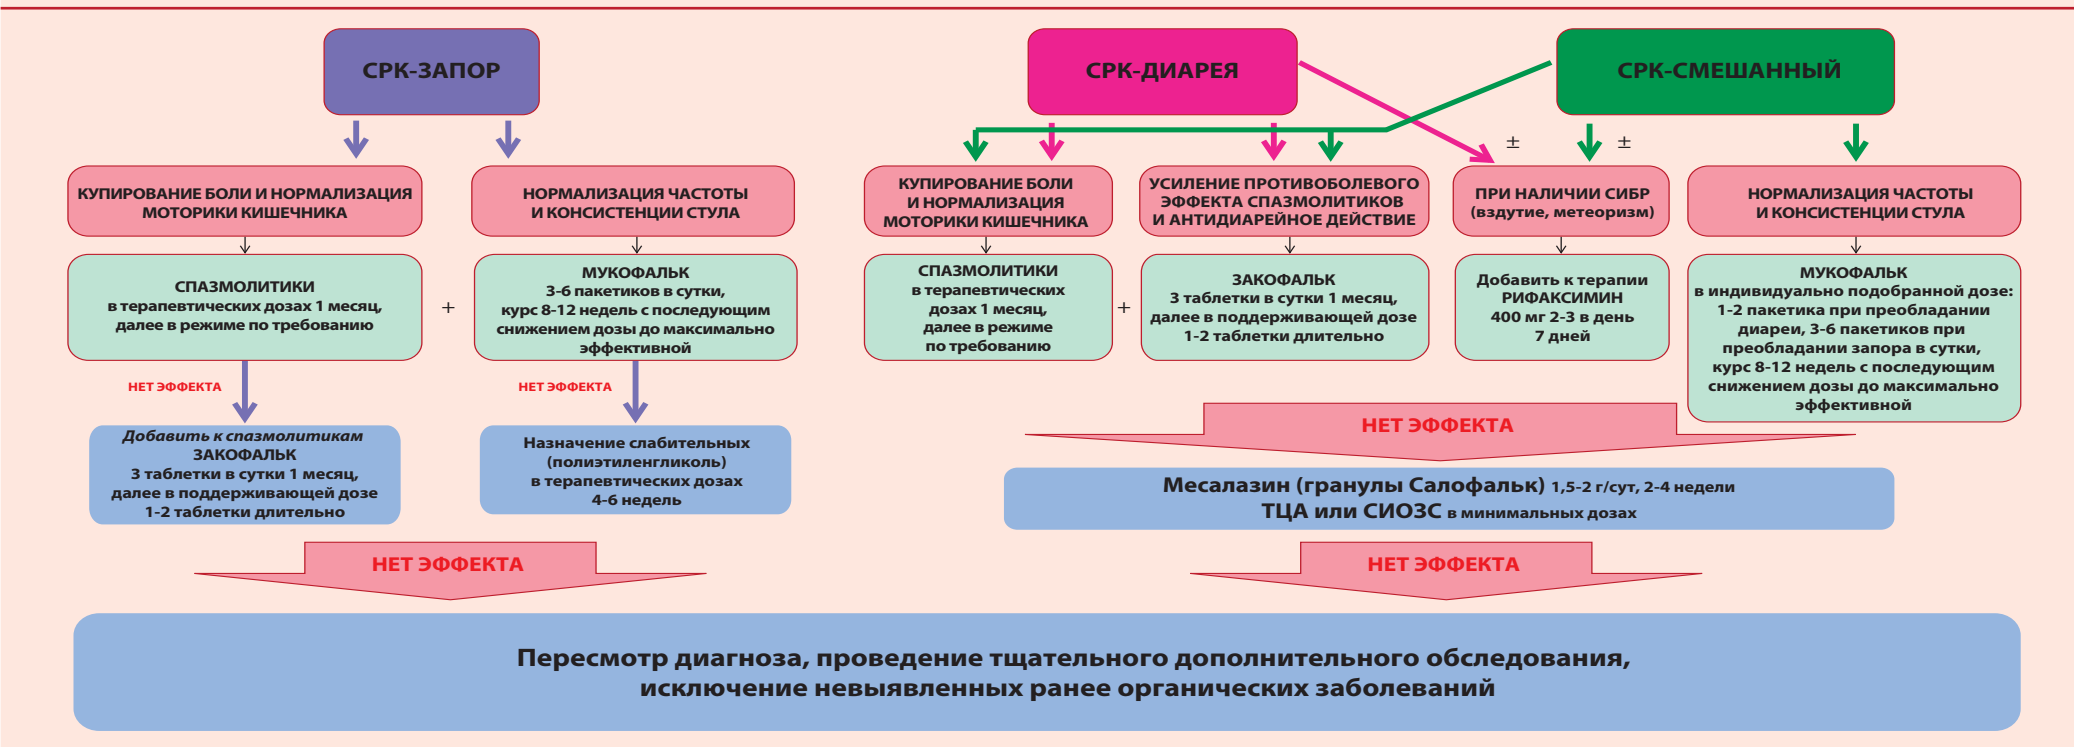 СРК-ЗАПОР
СРК-ДИАРЕЯ
СРК-СМЕШАННЫЙ
±
±
КУПИРОВАНИЕ БОЛИ И НОРМАЛИЗАЦИЯ
МОТОРИКИ КИШЕЧНИКА
НОРМАЛИЗАЦИЯ ЧАСТОТЫ
И КОНСИСТЕНЦИИ СТУЛА
КУПИРОВАНИЕ БОЛИ
И НОРМАЛИЗАЦИЯ
МОТОРИКИ КИШЕЧНИКА
УСИЛЕНИЕ ПРОТИВОБОЛЕВОГО
ЭФФЕКТА СПАЗМОЛИТИКОВ
И АНТИДИАРЕЙНОЕ ДЕЙСТВИЕ
ПРИ НАЛИЧИИ СИБР
(вздутие, метеоризм)
НОРМАЛИЗАЦИЯ ЧАСТОТЫ
И КОНСИСТЕНЦИИ СТУЛА
СПАЗМОЛИТИКИ
в терапевтических дозах 1 месяц,
далее в режиме по требованию
+
МУКОФАЛЬК
3-6 пакетиков в сутки,
курс 8-12 недель с последующим
снижением дозы до максимально
эффективной
СПАЗМОЛИТИКИ
в терапевтических
дозах 1 месяц,
далее в режиме
по требованию
+
ЗАКОФАЛЬК
3 таблетки в сутки 1 месяц,
далее в поддерживающей дозе
1-2 таблетки длительно
Добавить к терапии
РИФАКСИМИН
400 мг 2-3 в день
7 дней
МУКОФАЛЬК
в индивидуально подобранной дозе:
1-2 пакетика при преобладании
диареи, 3-6 пакетиков при
преобладании запора в сутки,
курс 8-12 недель с последующим
снижением дозы до максимально
эффективной
НЕТ ЭФФЕКТА
НЕТ ЭФФЕКТА
Добавить к спазмолитикам
ЗАКОФАЛЬК
3 таблетки в сутки 1 месяц,
далее в поддерживающей дозе
1-2 таблетки длительно
Назначение слабительных
(полиэтиленгликоль)
в терапевтических дозах
4-6 недель
НЕТ ЭФФЕКТА
Месалазин (гранулы Салофальк) 1,5-2 г/сут, 2-4 недели
ТЦА или СИОЗС в минимальных дозах
НЕТ ЭФФЕКТА
НЕТ ЭФФЕКТА
Пересмотр диагноза, проведение тщательного дополнительного обследования,
исключение невыявленных ранее органических заболеваний